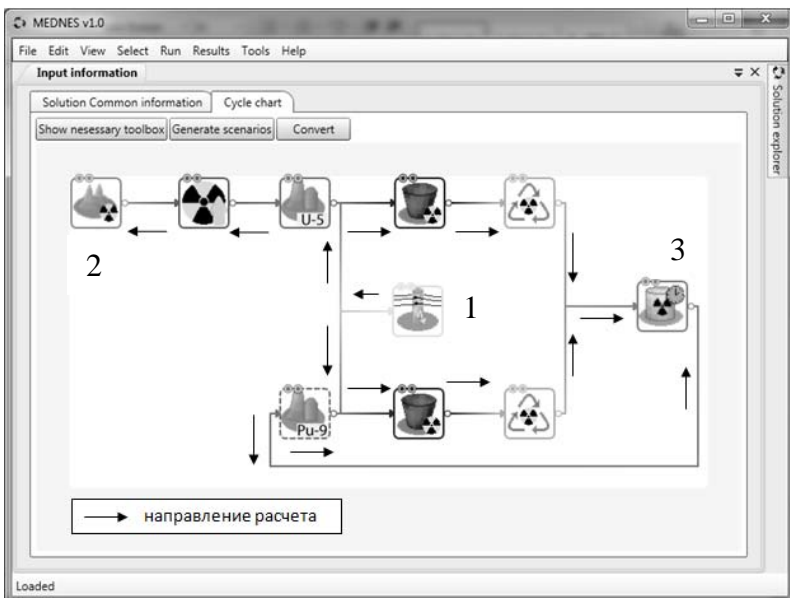 MEDNES v1.0
File Edit View Select Run Results Tools Help
Input information
Solution explorer
Solution Common information Cycle chart
Show nesessary toolbox Generate scenarios Convert
U-5
2
1
3
Pu-9
направление расчета
Loaded